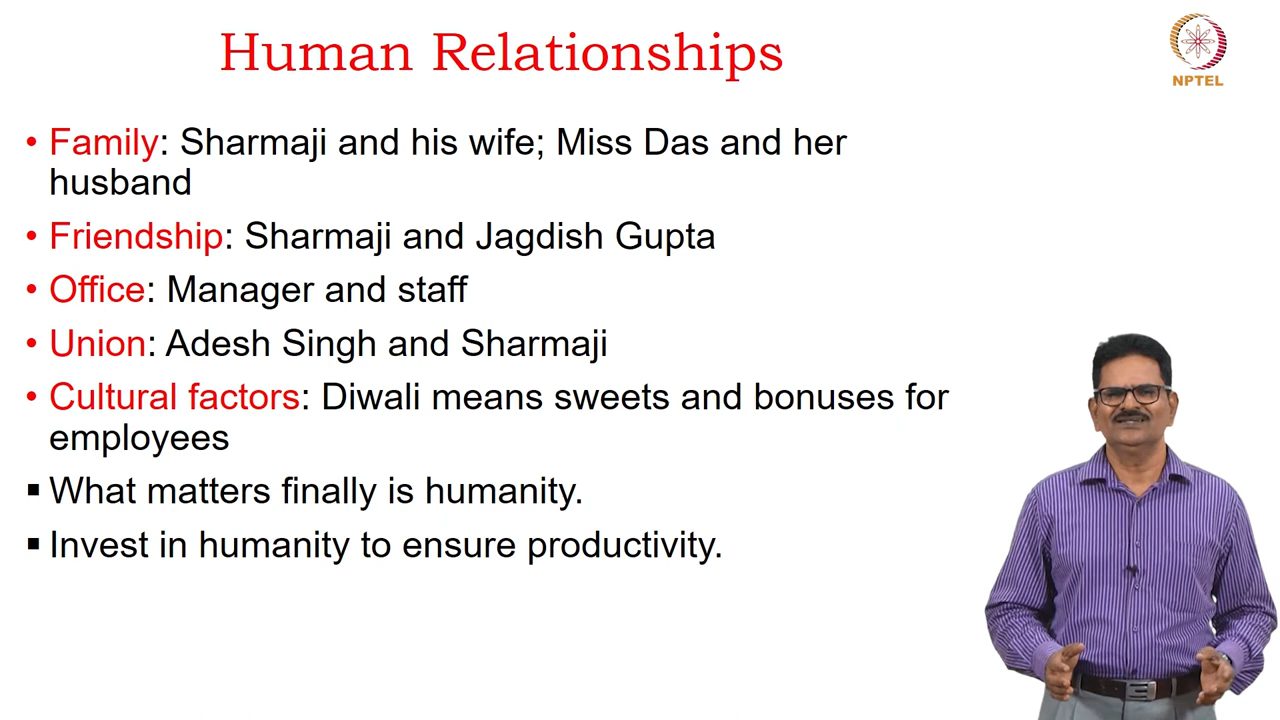 Human Relationships
NPTEL
• Family: Sharmaji and his wife; Miss Das and her
husband
• Friendship: Sharmaji and Jagdish Gupta
• Office: Manager and staff
• Union: Adesh Singh and Sharmaji
• Cultural factors: Diwali means sweets and bonuses for
employees
▪ What matters finally is humanity.
▪ Invest in humanity to ensure productivity.